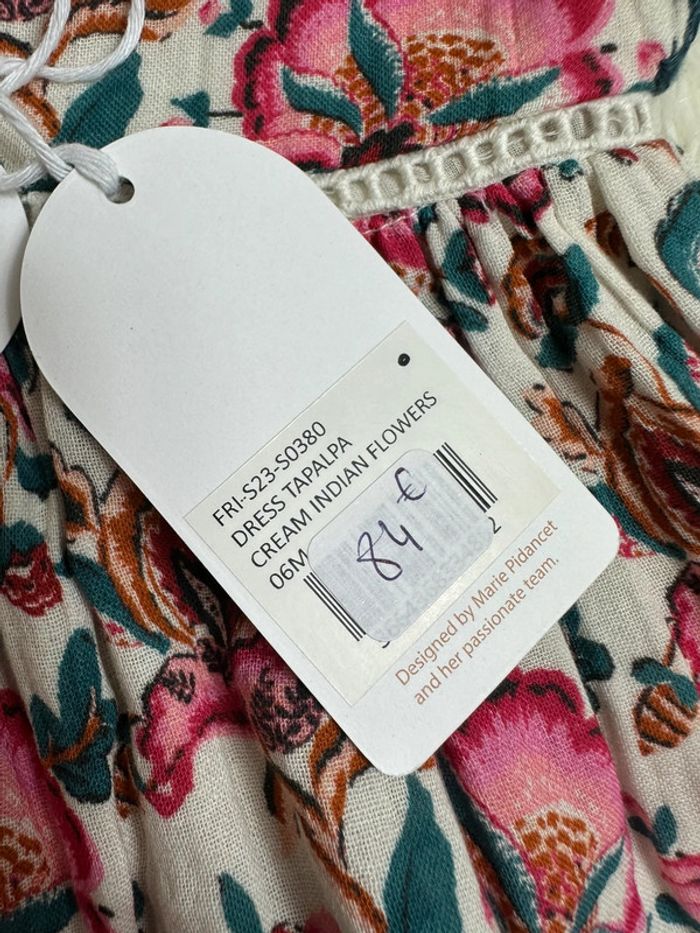 FRI-S23-S0380
DRESS TAPALPA
CREAM INDIAN FLOWERS
06M
84 €
Designed by Marie Pidancet
and her passionate team.